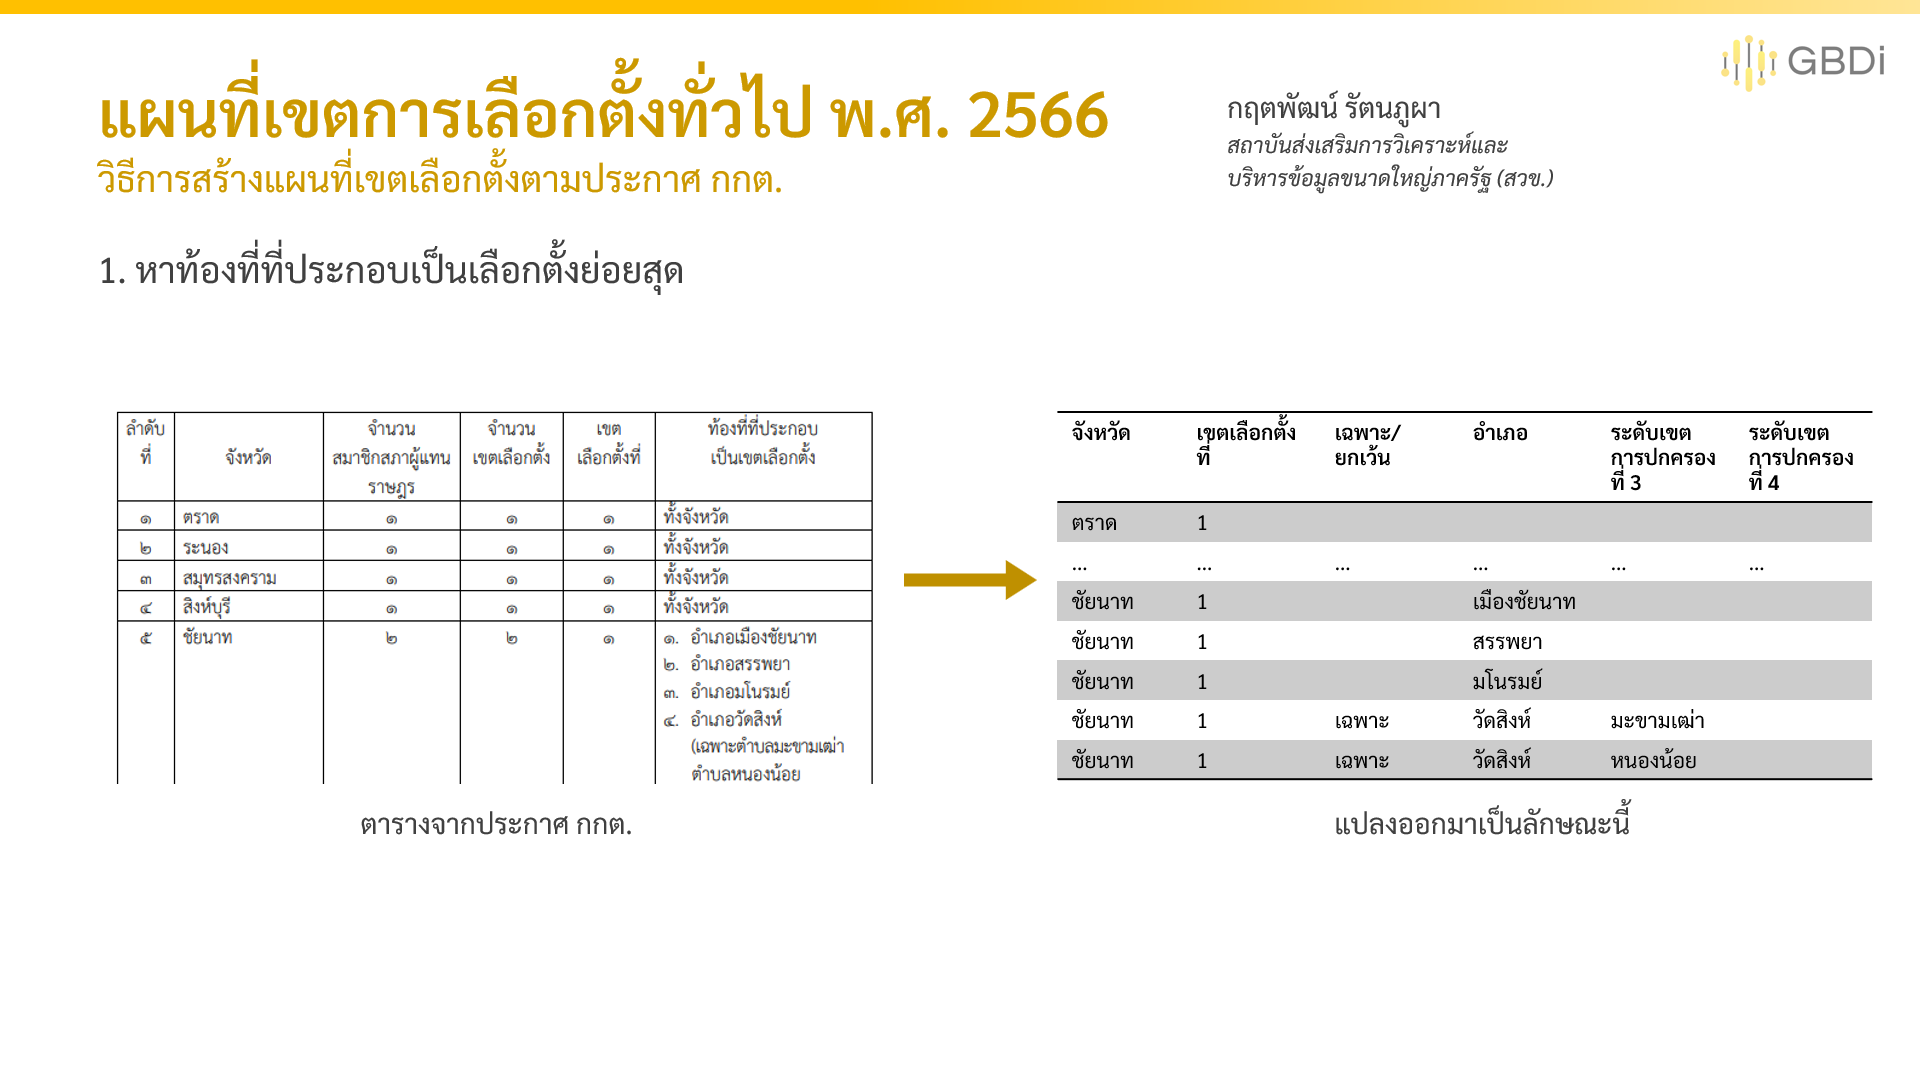 GBDi
แผนที่เขตการเลือกตั้งทั่วไป พ.ศ. 2566
วิธีการสร้างแผนที่เขตเลือกตั้งตามประกาศ กกต.
กฤตพัฒน์ รัตนภูผา
สถาบันส่งเสริมการวิเคราะห์และ
บริหารข้อมูลขนาดใหญ่ภาครัฐ (สวข.)
1. หาท้องที่ที่ประกอบเป็นเลือกตั้งย่อยสุด
ลำดับ จำนวน จำนวน เขต ท้องที่ที่ประกอบ
ที่ จังหวัด สมาชิกสภาผู้แทน เขตเลือกตั้ง เลือกตั้งที่ เป็นเขตเลือกตั้ง
ราษฎร
๑ ตราด ๑ ๑ ๑ ทั้งจังหวัด
๒ ระนอง ๑ ๑ ๑ ทั้งจังหวัด
๓ สมุทรสงคราม ๑ ๑ ๑ ทั้งจังหวัด
๔ สิงห์บุรี ๑ ๑ ๑ ทั้งจังหวัด
๕ ชัยนาท ๒ ๒ ๑ ๑. อำเภอเมืองชัยนาท
๒. อำเภอสรรพยา
๓. อำเภอมโนรมย์
๔. อำเภอวัดสิงห์
(เฉพาะตำบลมะขามเฒ่า
ตำบลหนองน้อย
ตารางจากประกาศ กกต.
จังหวัด เขตเลือกตั้ง เฉพาะ/ อำเภอ ระดับเขต ระดับเขต
ที่ ยกเว้น การปกครอง การปกครอง
ที่ 3 ที่ 4
ตราด 1
... ... ... ... ... ...
ชัยนาท 1 เมืองชัยนาท
ชัยนาท 1 สรรพยา
ชัยนาท 1 มโนรมย์
ชัยนาท 1 เฉพาะ วัดสิงห์ มะขามเฒ่า
ชัยนาท 1 เฉพาะ วัดสิงห์ หนองน้อย
แปลงออกมาเป็นลักษณะนี้